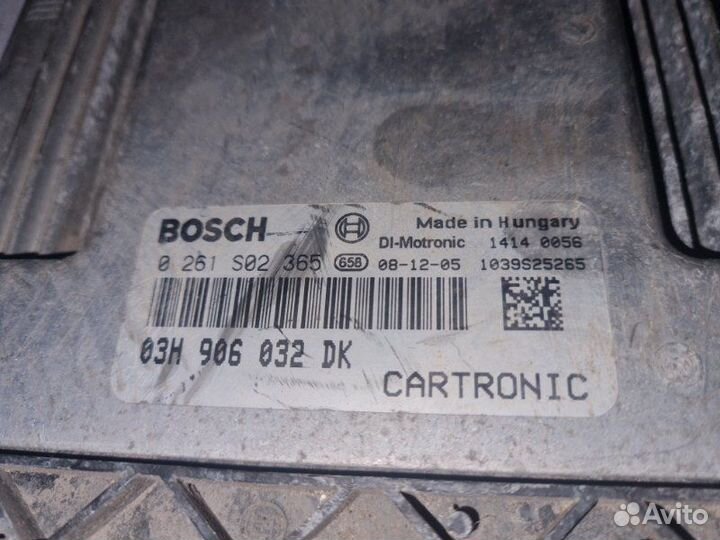 BOSCH Made in Hungary
DI-Motronic 1414 0056
0 261 S02 365 658 08-12-05 1039S25265
03H 906 032 DK
CARTRONIC
Avito